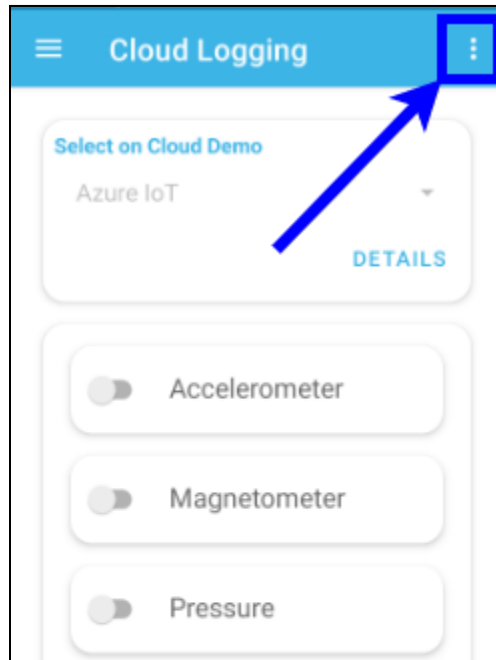 Cloud Logging
Select on Cloud Demo
Azure IoT
DETAILS
Accelerometer
Magnetometer
Pressure